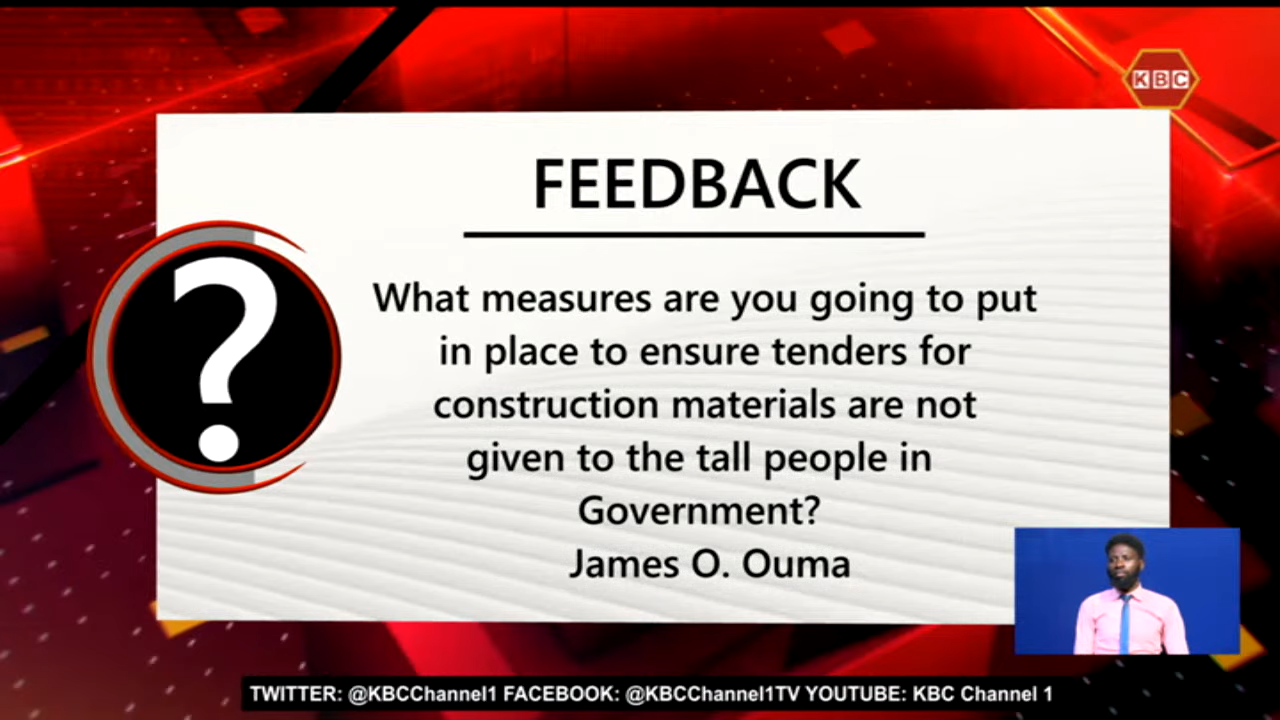 KBC
FEEDBACK
?
What measures are you going to put
in place to ensure tenders for
construction materials are not
given to the tall people in
Government?
James O. Ouma
TWITTER: @KBCChannel1 FACEBOOK: @KBCChannel1TV YOUTUBE: KBC Channel 1